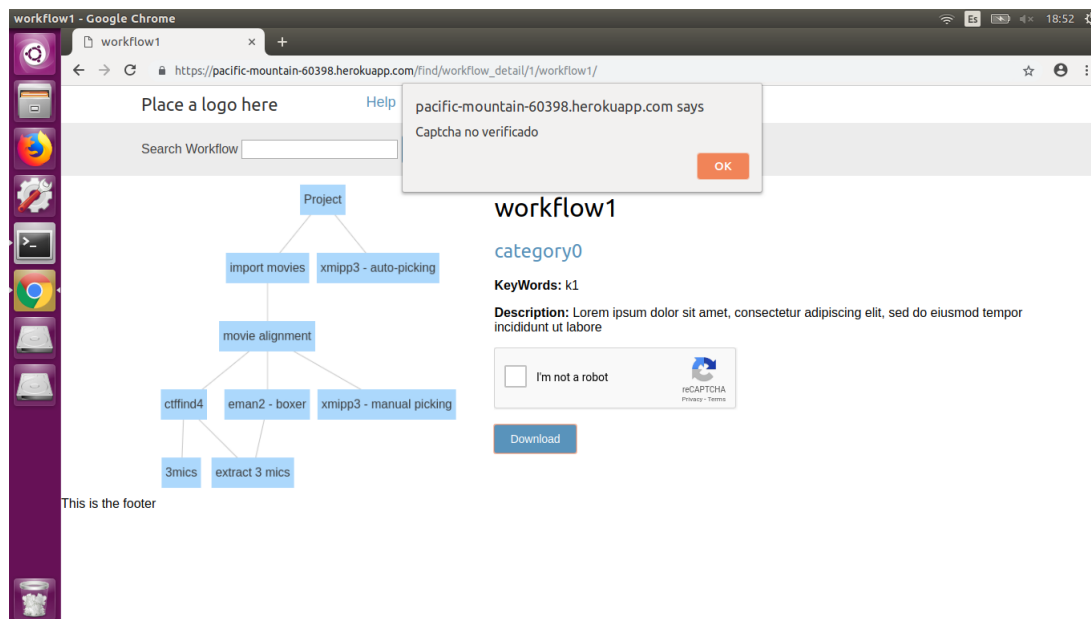 workflow1 - Google Chrome
Es
18:52
workflow1
https://pacific-mountain-60398.herokuapp.com/find/workflow_detail/1/workflow1/
Place a logo here
Help
pacific-mountain-60398.herokuapp.com says
Captcha no verificado
OK
Search Workflow
Project
import movies
xmipp3 - auto-picking
movie alignment
ctffind4
eman2 - boxer
xmipp3 - manual picking
3mics
extract 3 mics
workflow1
category0
KeyWords: k1
Description: Lorem ipsum dolor sit amet, consectetur adipiscing elit, sed do eiusmod tempor
incididunt ut labore
I'm not a robot
reCAPTCHA
Privacy - Terms
Download
This is the footer